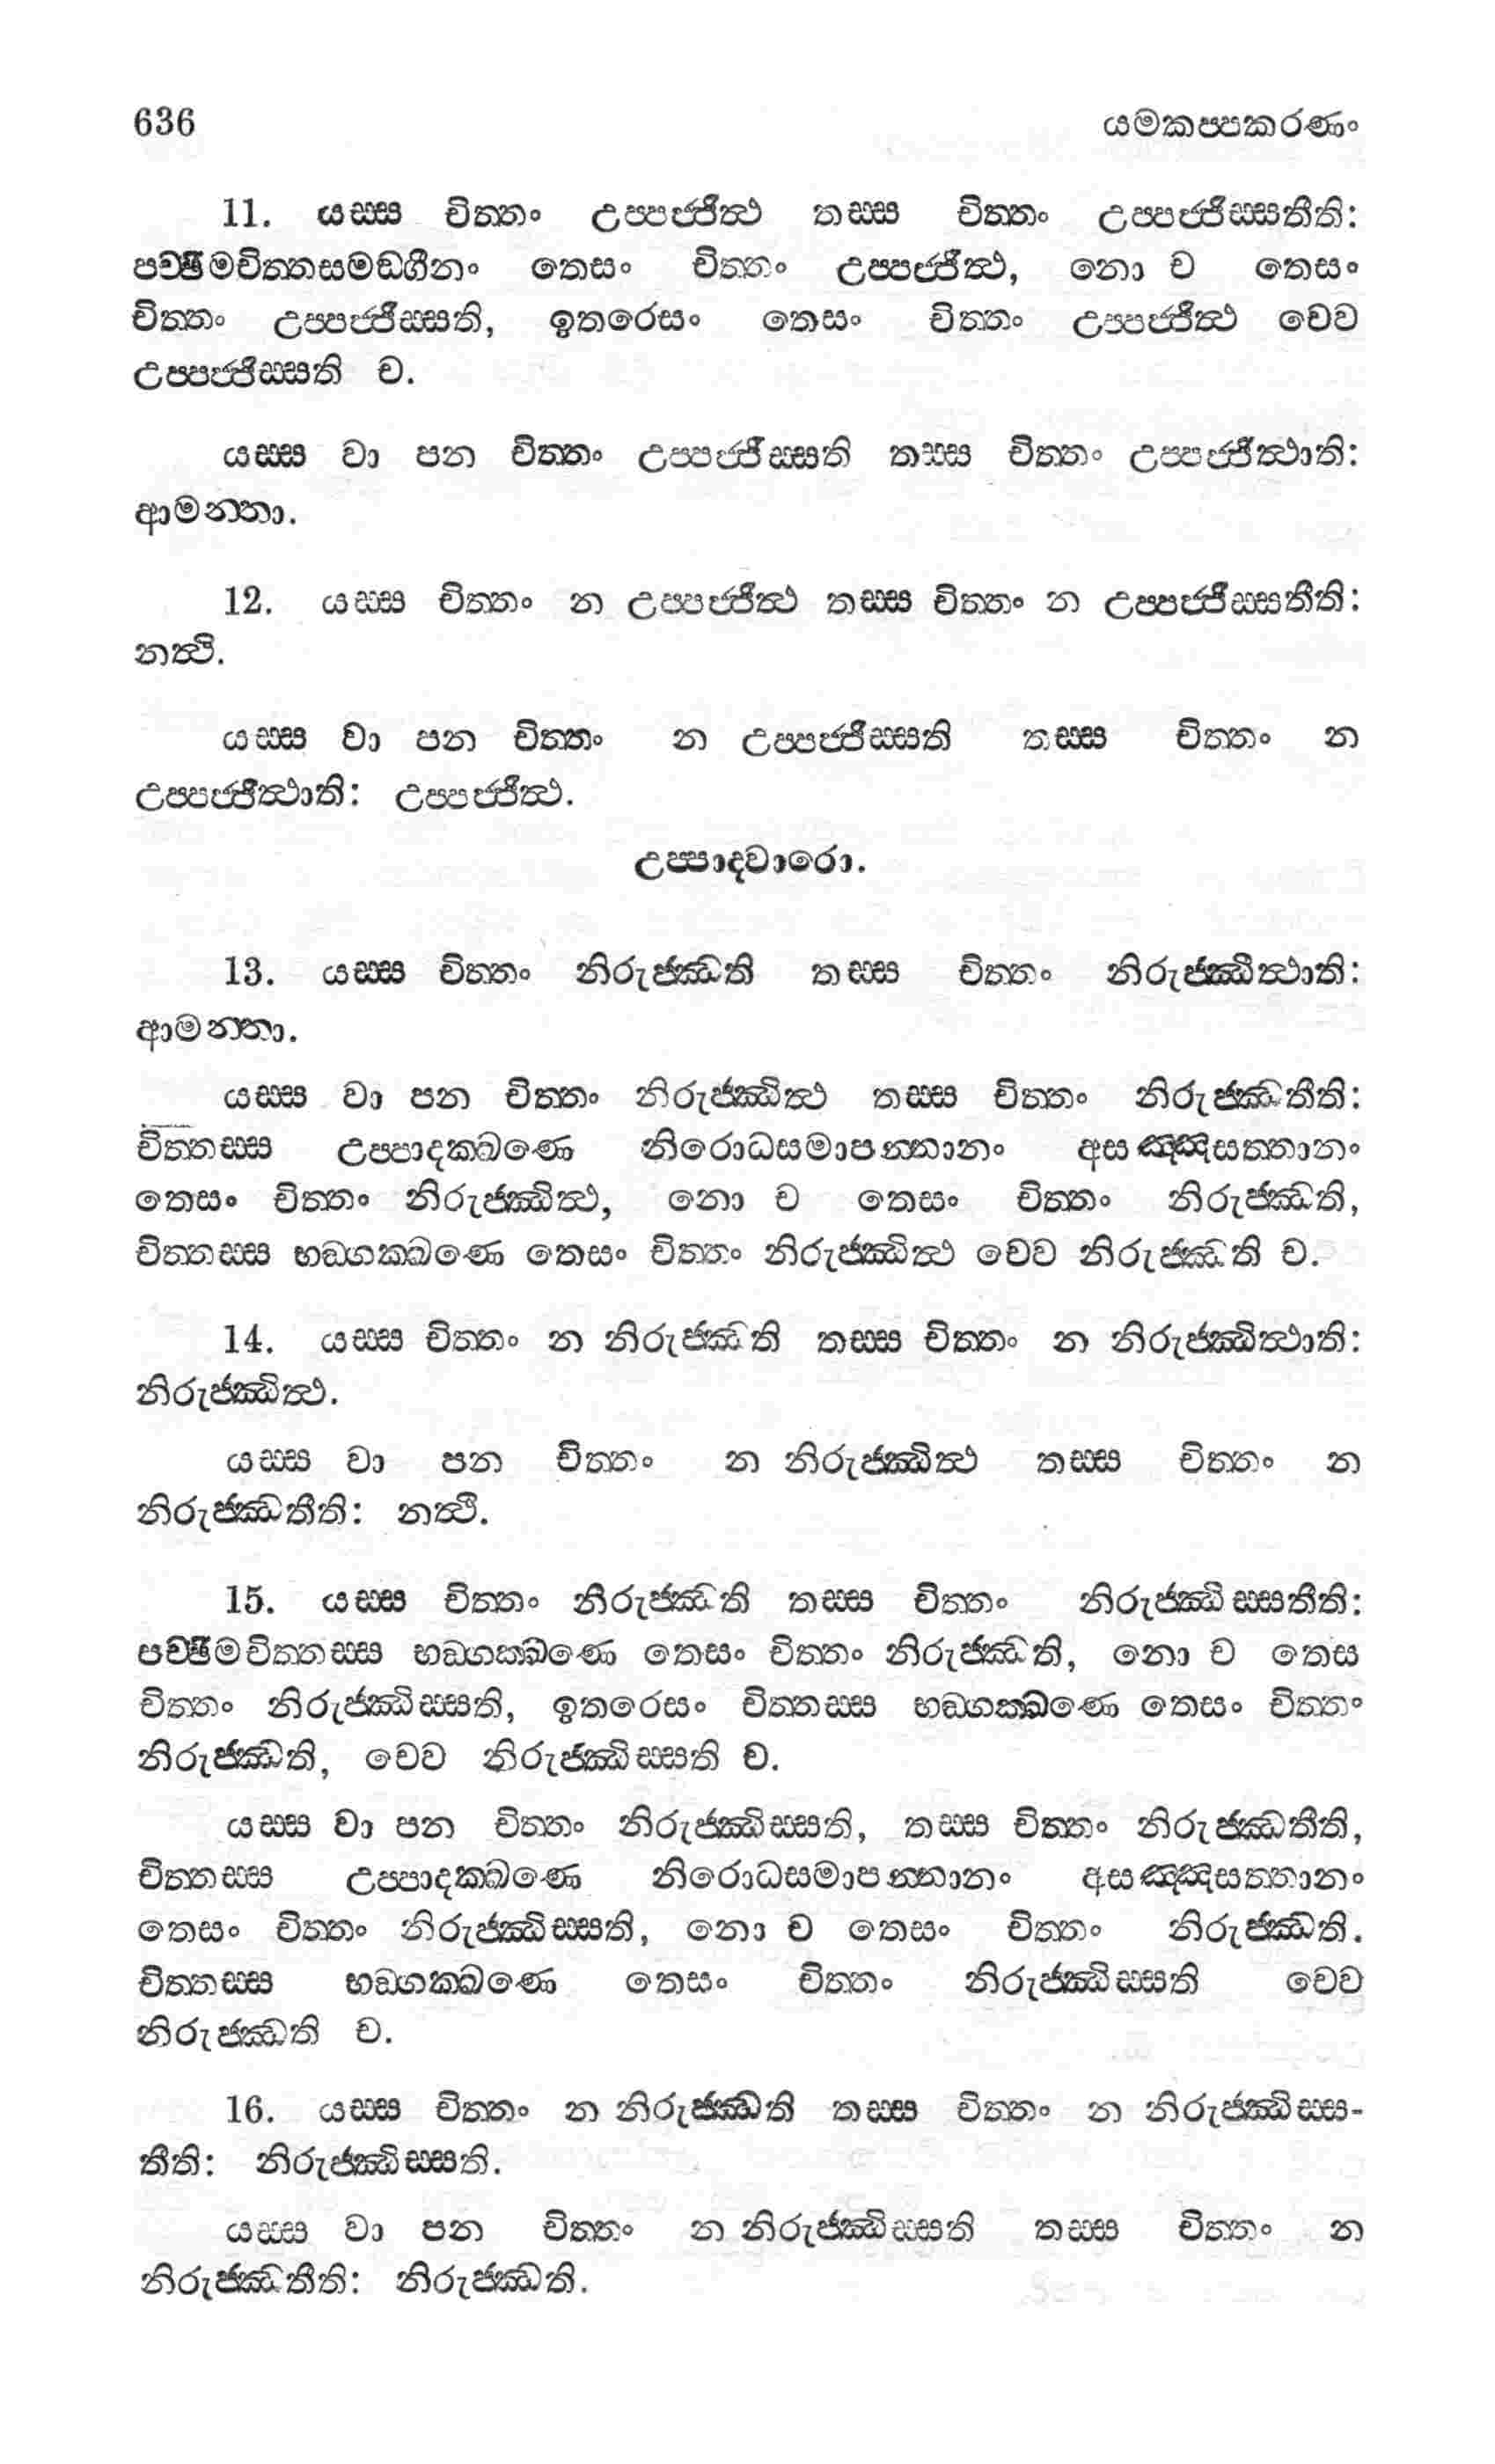 636 යමකප්පකරණං
11. යස්ස චිත්තං උප්පජ්ජිත්ථ තස්ස චිත්තං උප්පජ්ජිස්සතීති:
පච්ඡිමචිත්තසමඞ්ගීනං තෙසං චිත්තං උප්පජ්ජිත්ථ, නො ච තෙසං
චිත්තං උප්පජ්ජිස්සති, ඉතරෙසං තෙසං චිත්තං උප්පජ්ජිත්ථ චෙව
උප්පජ්ජිස්සති ච.
යස්ස වා පන චිත්තං උප්පජ්ජිස්සති තස්ස චිත්තං උප්පජ්ජිත්ථාති:
ආමන්තා.
12. යස්ස චිත්තං න උප්පජ්ජිත්ථ තස්ස චිත්තං න උප්පජ්ජිස්සතීති:
නත්ථි.
යස්ස වා පන චිත්තං න උප්පජ්ජිස්සති තස්ස චිත්තං න
උප්පජ්ජිත්ථාති: උප්පජ්ජිත්ථ.
උප්පාදවාරො.
13. යස්ස චිත්තං නිරුජ්ඣති තස්ස චිත්තං නිරුජ්ඣිත්ථාති:
ආමන්තා.
යස්ස වා පන චිත්තං නිරුජ්ඣිත්ථ තස්ස චිත්තං නිරුජ්ඣතීති:
චිත්තස්ස උප්පාදක්ඛණෙ නිරොධසමාපන්නානං අසඤ්ඤසත්තානං
තෙසං චිත්තං නිරුජ්ඣිත්ථ, නො ච තෙසං චිත්තං නිරුජ්ඣති,
චිත්තස්ස භඞ්ගක්ඛණෙ තෙසං චිත්තං නිරුජ්ඣිත්ථ චෙව නිරුජ්ඣති ච.
14. යස්ස චිත්තං න නිරුජ්ඣති තස්ස චිත්තං න නිරුජ්ඣිත්ථාති:
නිරුජ්ඣිත්ථ.
යස්ස වා පන චිත්තං න නිරුජ්ඣිත්ථ තස්ස චිත්තං න
නිරුජ්ඣතීති: නත්ථි.
15. යස්ස චිත්තං නිරුජ්ඣති තස්ස චිත්තං නිරුජ්ඣිස්සතීති:
පච්ඡිමචිත්තස්ස භඞ්ගක්ඛණෙ තෙසං චිත්තං නිරුජ්ඣති, නො ච තෙස
චිත්තං නිරුජ්ඣිස්සති, ඉතරෙසං චිත්තස්ස භඞ්ගක්ඛණෙ තෙසං චිත්තං
නිරුජ්ඣති, චෙව නිරුජ්ඣිස්සති ච.
යස්ස වා පන චිත්තං නිරුජ්ඣිස්සති, තස්ස චිත්තං නිරුජ්ඣතීති,
චිත්තස්ස උප්පාදක්ඛණෙ නිරොධසමාපන්නානං අසඤ්ඤසත්තානං
තෙසං චිත්තං නිරුජ්ඣිස්සති, නො ච තෙසං චිත්තං නිරුජ්ඣති.
චිත්තස්ස භඞ්ගක්ඛණෙ තෙසං චිත්තං නිරුජ්ඣිස්සති චෙව
නිරුජ්ඣති ච.
16. යස්ස චිත්තං න නිරුජ්ඣති තස්ස චිත්තං න නිරුජ්ඣිස්ස-
තීති: නිරුජ්ඣිස්සති.
යස්ස වා පන චිත්තං න නිරුජ්ඣිස්සති තස්ස චිත්තං න
නිරුජ්ඣතීති: නිරුජ්ඣති.